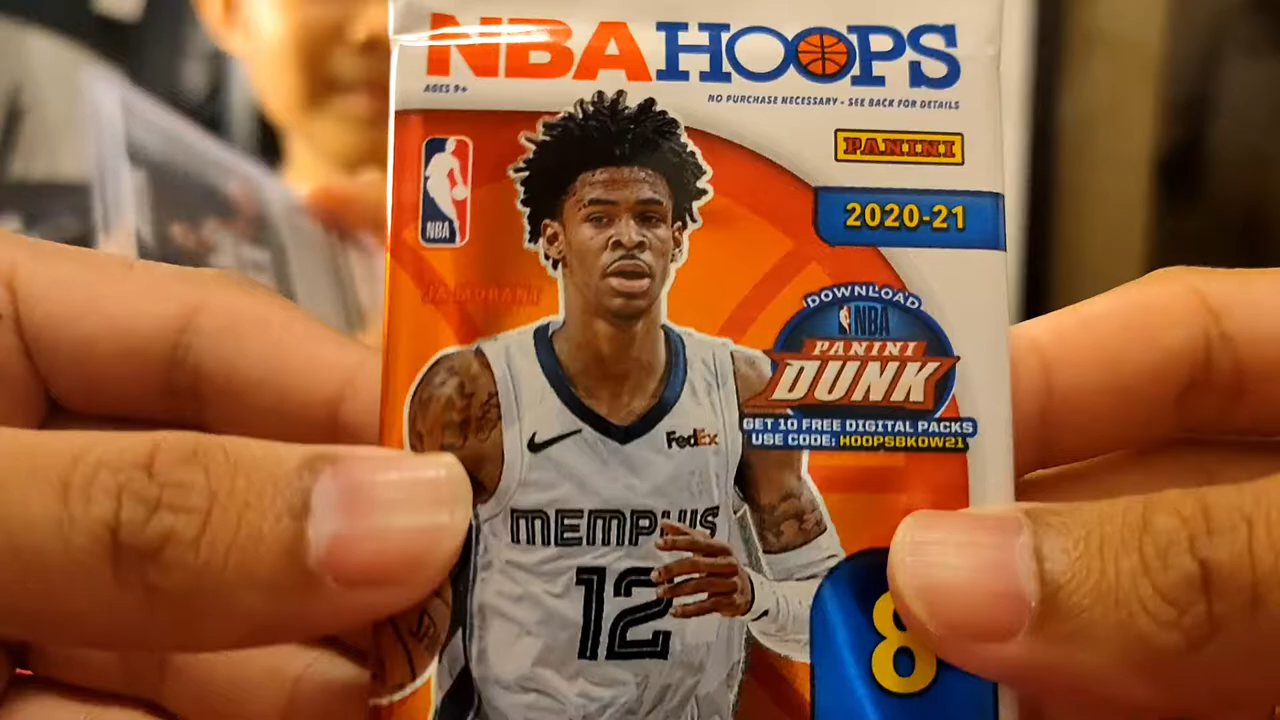 NBA HOOPS
AGES 9+
NO PURCHASE NECESSARY - SEE BACK FOR DETAILS
PANINI
NBA
2020-21
JA MORANT
DOWNLOAD
NBA
PANINI
DUNK
GET 10 FREE DIGITAL PACKS
USE CODE: HOOPSBKOW21
FedEx
MEMPHIS
12
8